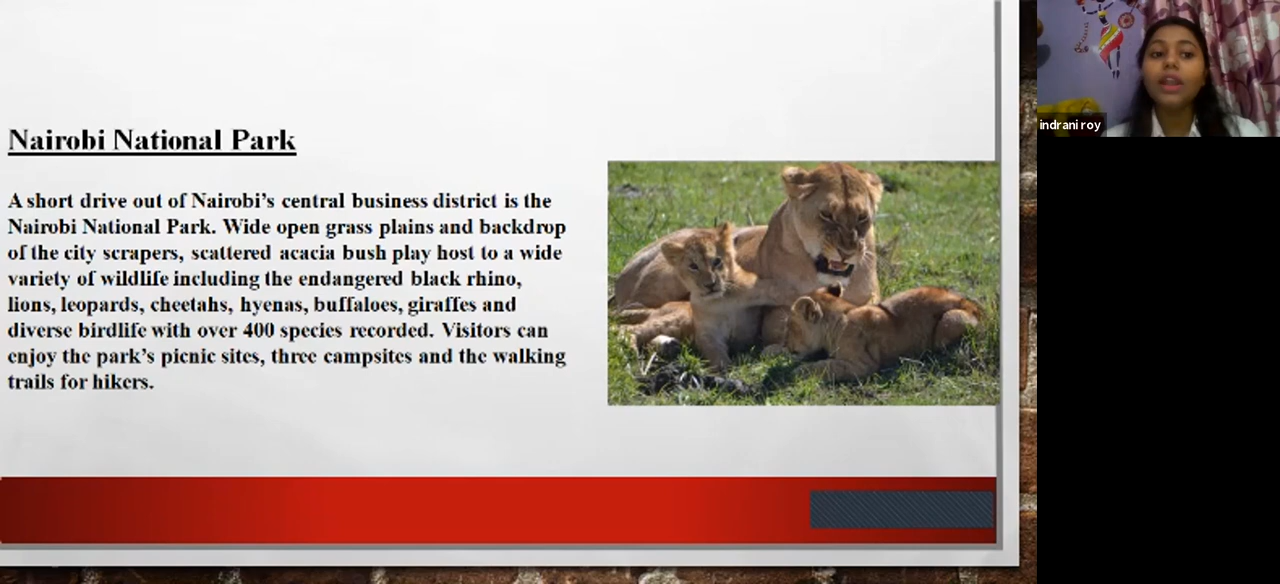 Nairobi National Park
A short drive out of Nairobi's central business district is the
Nairobi National Park. Wide open grass plains and backdrop
of the city scrapers, scattered acacia bush play host to a wide
variety of wildlife including the endangered black rhino,
lions, leopards, cheetahs, hyenas, buffaloes, giraffes and
diverse birdlife with over 400 species recorded. Visitors can
enjoy the park's picnic sites, three campsites and the walking
trails for hikers.
indrani roy